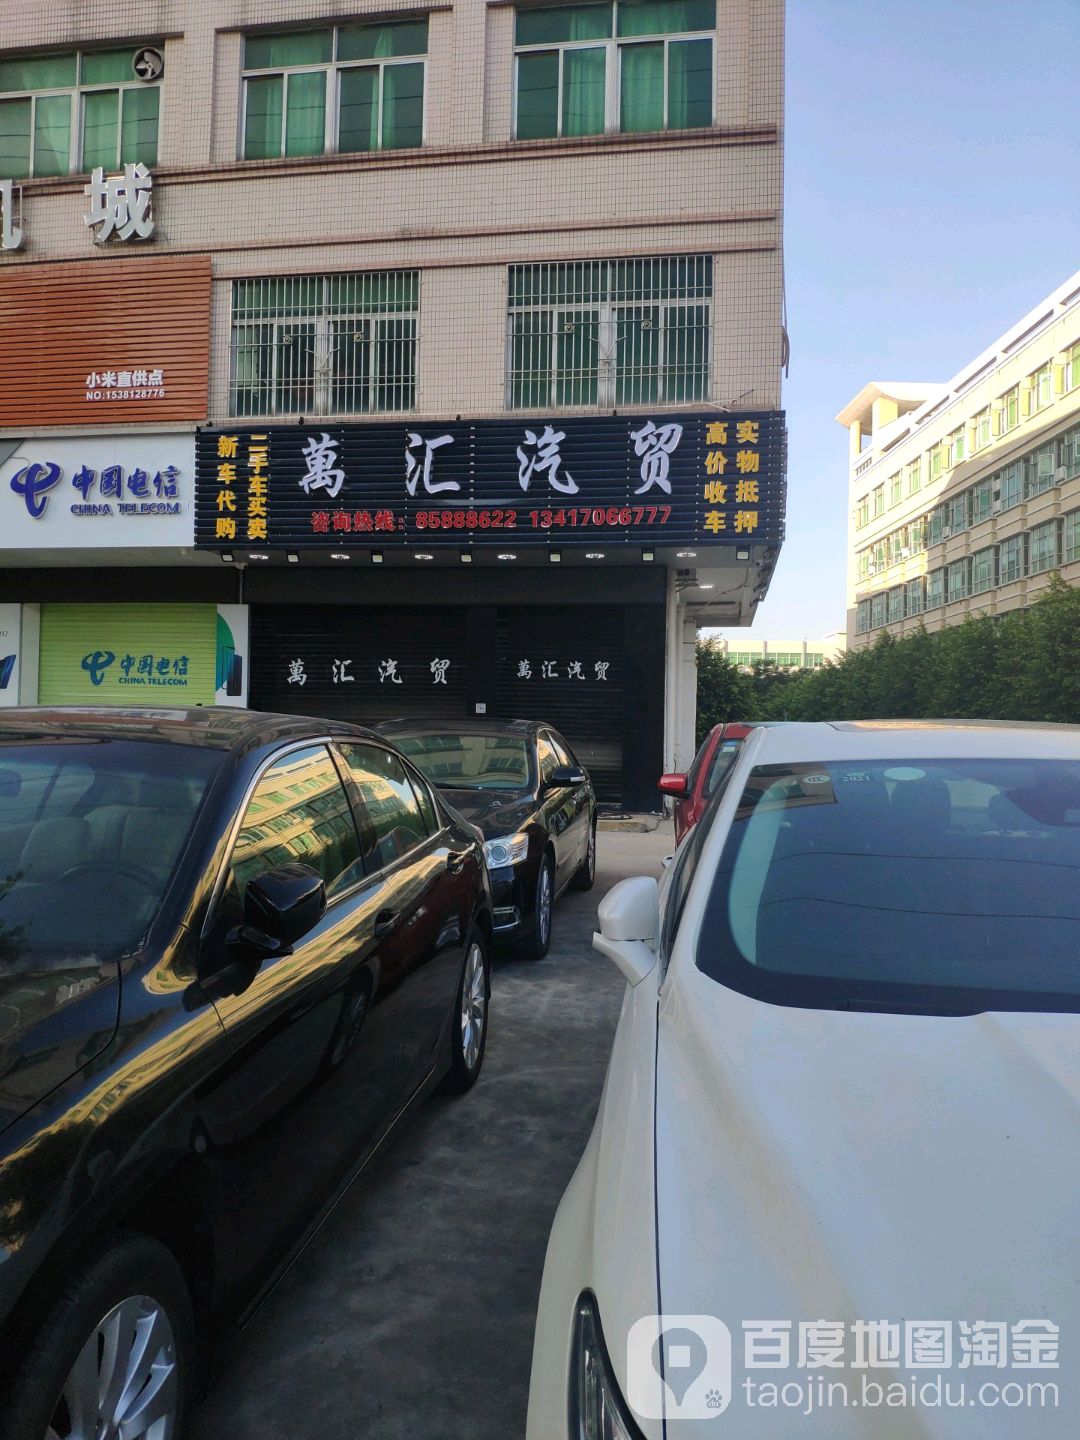 城
小米直供点
NO:1538128776
中国电信
CHINA TELECOM
新车代购
二手车买卖
萬汇汽贸
咨询热线: 85888622 13417066777
高价收车
实物抵押
中国电信
CHINA TELECOM
萬汇汽贸
萬汇汽贸
百度地图淘金
taojin.baidu.com